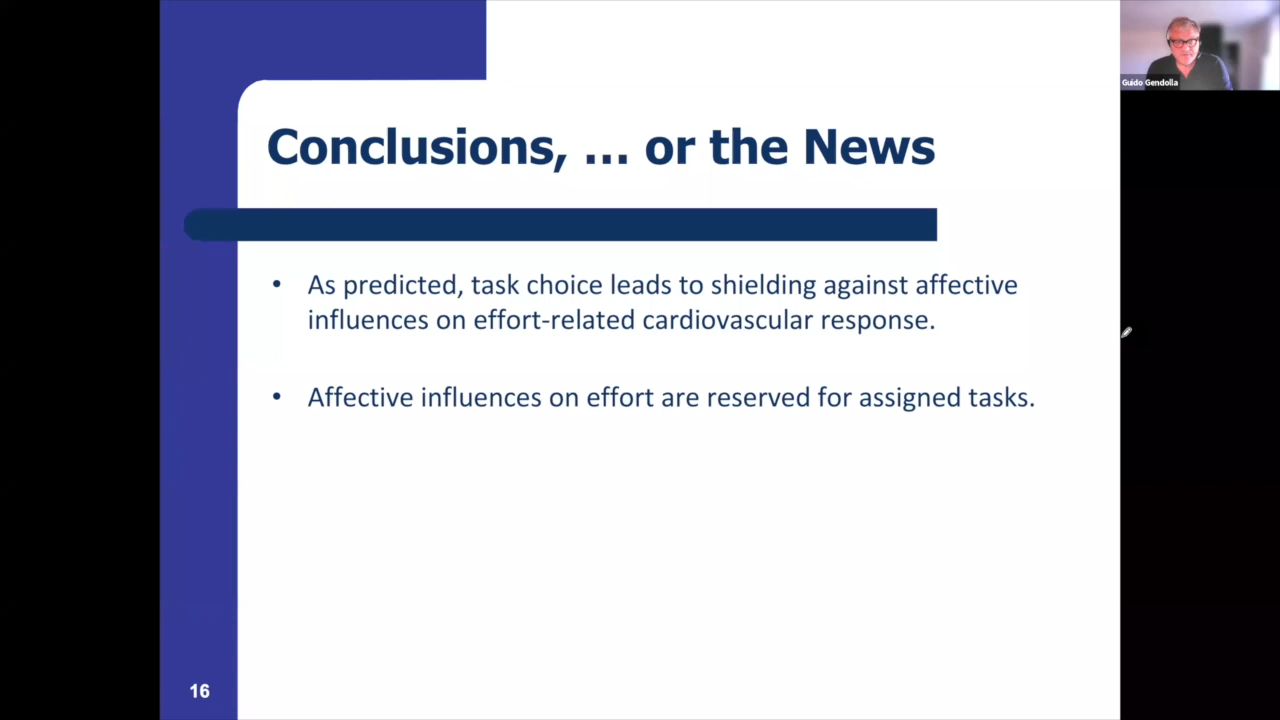 Conclusions, ... or the News
• As predicted, task choice leads to shielding against affective
influences on effort-related cardiovascular response.
• Affective influences on effort are reserved for assigned tasks.
16
Guido Gendolla